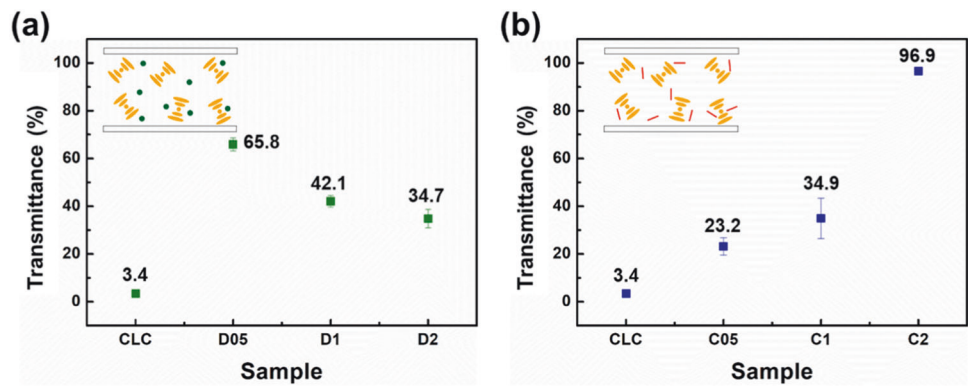 (a)
Transmittance (%)
100
80
60
40
20
0
3.4
65.8
42.1
34.7
CLC
D05
D1
D2
Sample
(b)
Transmittance (%)
100
80
60
40
20
0
3.4
23.2
34.9
96.9
CLC
C05
C1
C2
Sample